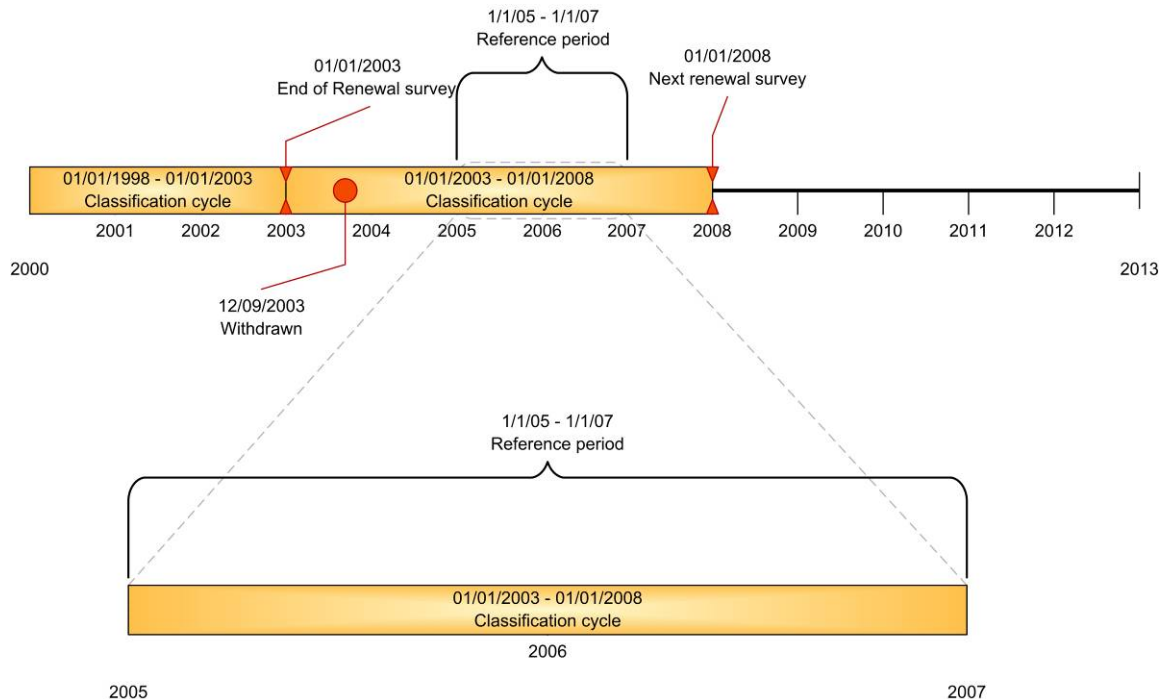 1/1/05 - 1/1/07
Reference period
01/01/2003
End of Renewal survey
01/01/2008
Next renewal survey
01/01/1998 - 01/01/2003
Classification cycle
01/01/2003 - 01/01/2008
Classification cycle
2001 2002 2003 2004 2005 2006 2007 2008 2009 2010 2011 2012
2000 2013
12/09/2003
Withdrawn
1/1/05 - 1/1/07
Reference period
01/01/2003 - 01/01/2008
Classification cycle
2006
2005 2007